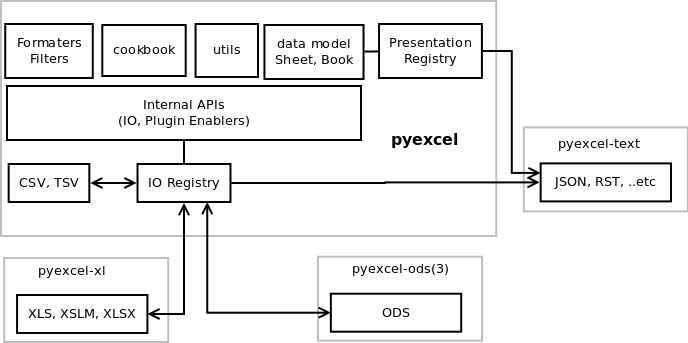 Formaters
Filters
cookbook
utils
data model
Sheet, Book
Presentation
Registry
Internal APIs
(IO, Plugin Enablers)
pyexcel
pyexcel-text
CSV, TSV
IO Registry
JSON, RST, ..etc
pyexcel-xl
pyexcel-ods(3)
XLS, XSLM, XLSX
ODS